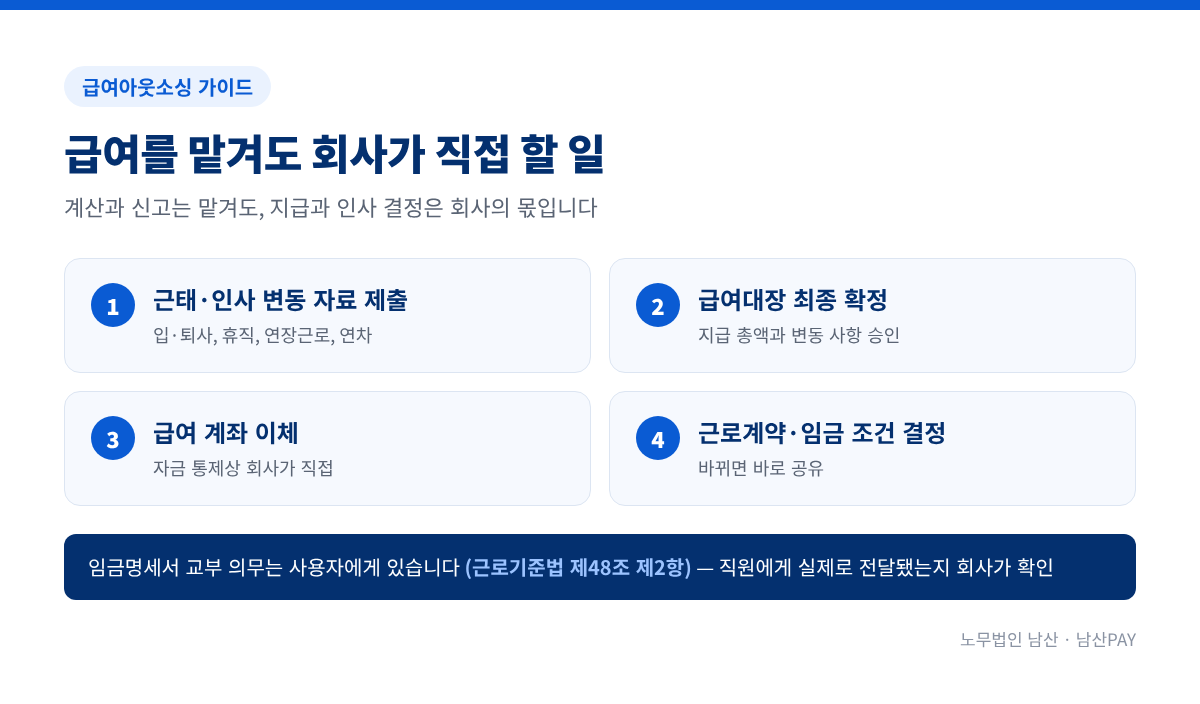 급여아웃소싱 가이드
급여를 맡겨도 회사가 직접 할 일
계산과 신고는 맡겨도, 지급과 인사 결정은 회사의 몫입니다
1 근태·인사 변동 자료 제출
입·퇴사, 휴직, 연장근로, 연차
2 급여대장 최종 확정
지급 총액과 변동 사항 승인
3 급여 계좌 이체
자금 통제상 회사가 직접
4 근로계약·임금 조건 결정
바뀌면 바로 공유
임금명세서 교부 의무는 사용자에게 있습니다 (근로기준법 제48조 제2항) — 직원에게 실제로 전달됐는지 회사가 확인
노무법인 남산 · 남산PAY